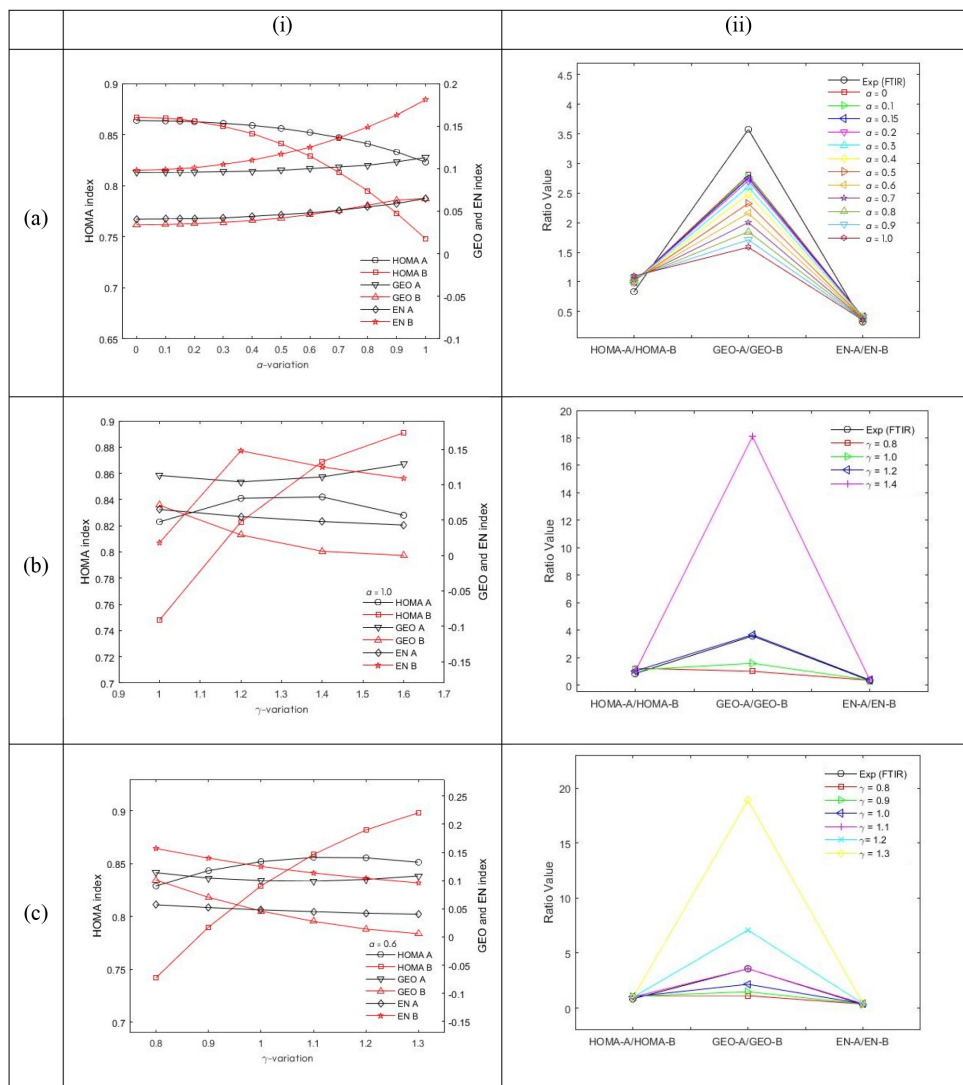 (i)
(ii)
(a)
HOMA index
0.9
0.85
0.8
0.75
0.7
0.65
0.2
0.15
0.1
0.05
0
-0.05
-0.1
GEO and EN index
HOMA A
HOMA B
GEO A
GEO B
EN A
EN B
0 0.1 0.2 0.3 0.4 0.5 0.6 0.7 0.8 0.9 1
α-variation
Ratio Value
4.5
4
3.5
3
2.5
2
1.5
1
0.5
Exp (FTIR)
α = 0
α = 0.1
α = 0.15
α = 0.2
α = 0.3
α = 0.4
α = 0.5
α = 0.6
α = 0.7
α = 0.8
α = 0.9
α = 1.0
HOMA-A/HOMA-B GEO-A/GEO-B EN-A/EN-B
(b)
HOMA index
0.9
0.88
0.86
0.84
0.82
0.8
0.78
0.76
0.74
0.72
0.7
0.15
0.1
0.05
0
-0.05
-0.1
-0.15
GEO and EN index
α = 1.0
HOMA A
HOMA B
GEO A
GEO B
EN A
EN B
0.9 1 1.1 1.2 1.3 1.4 1.5 1.6 1.7
γ-variation
Ratio Value
20
18
16
14
12
10
8
6
4
2
0
Exp (FTIR)
γ = 0.8
γ = 1.0
γ = 1.2
γ = 1.4
HOMA-A/HOMA-B GEO-A/GEO-B EN-A/EN-B
(c)
HOMA index
0.9
0.85
0.8
0.75
0.7
0.25
0.2
0.15
0.1
0.05
0
-0.05
-0.1
-0.15
GEO and EN index
α = 0.6
HOMA A
HOMA B
GEO A
GEO B
EN A
EN B
0.8 0.9 1 1.1 1.2 1.3
γ-variation
Ratio Value
20
15
10
5
0
Exp (FTIR)
γ = 0.8
γ = 0.9
γ = 1.0
γ = 1.1
γ = 1.2
γ = 1.3
HOMA-A/HOMA-B GEO-A/GEO-B EN-A/EN-B